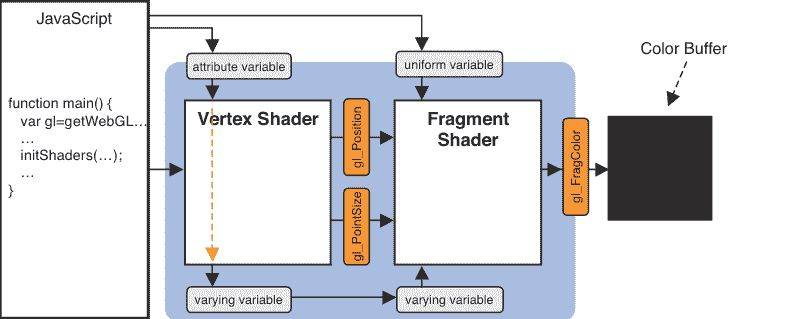 JavaScript
function main() {
var gl=getWebGL…
…
initShaders(…);
…
}
attribute variable
uniform variable
Color Buffer
Vertex Shader
gl_Position
gl_PointSize
Fragment
Shader
gl_FragColor
varying variable
varying variable